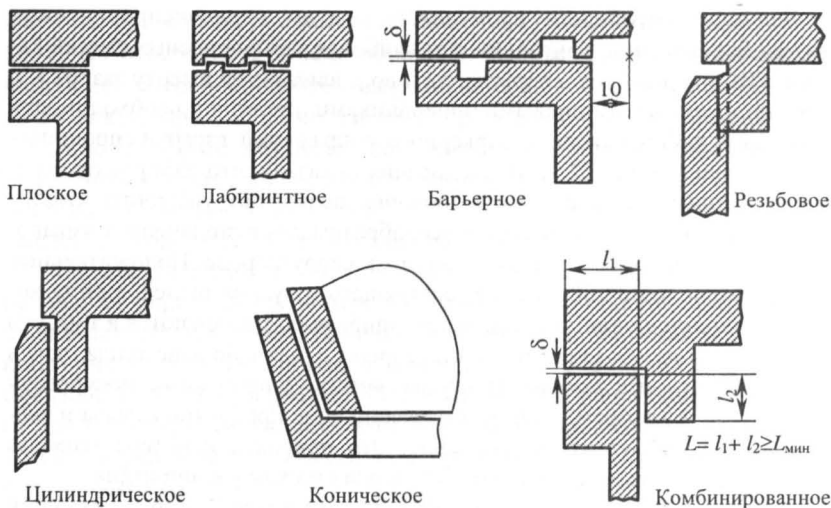 δ
10
Плоское
Лабиринтное
Барьерное
Резьбовое
l₁
δ
l₂
L= l₁+ l₂≥Lмин
Цилиндрическое
Коническое
Комбинированное